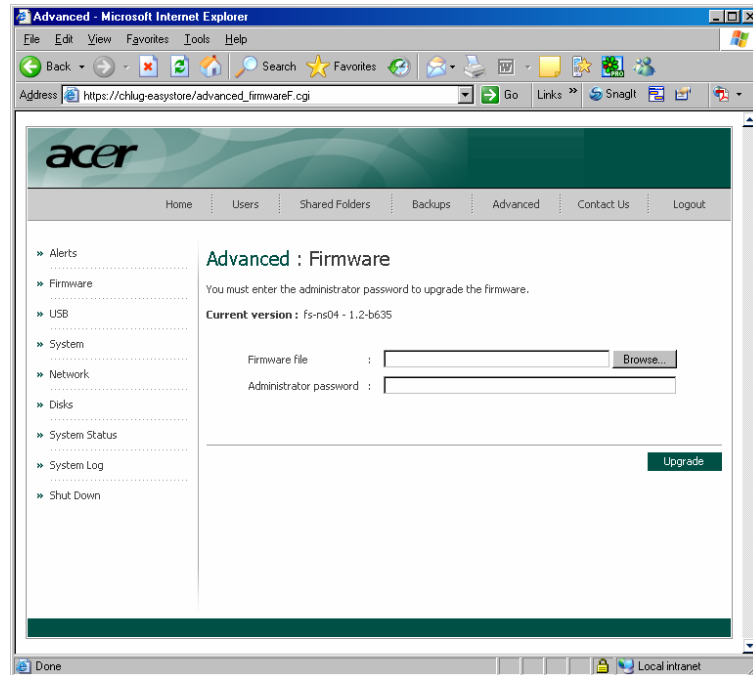 Advanced - Microsoft Internet Explorer
File Edit View Favorites Tools Help
Back Search Favorites
Address https://chlug-easystore/advanced_firmwareF.cgi Go Links » SnagIt
acer
Home Users Shared Folders Backups Advanced Contact Us Logout
» Alerts
» Firmware
» USB
» System
» Network
» Disks
» System Status
» System Log
» Shut Down
Advanced : Firmware
You must enter the administrator password to upgrade the firmware.
Current version : fs-ns04 - 1.2-b635
Firmware file : Browse...
Administrator password :
Upgrade
Done Local intranet